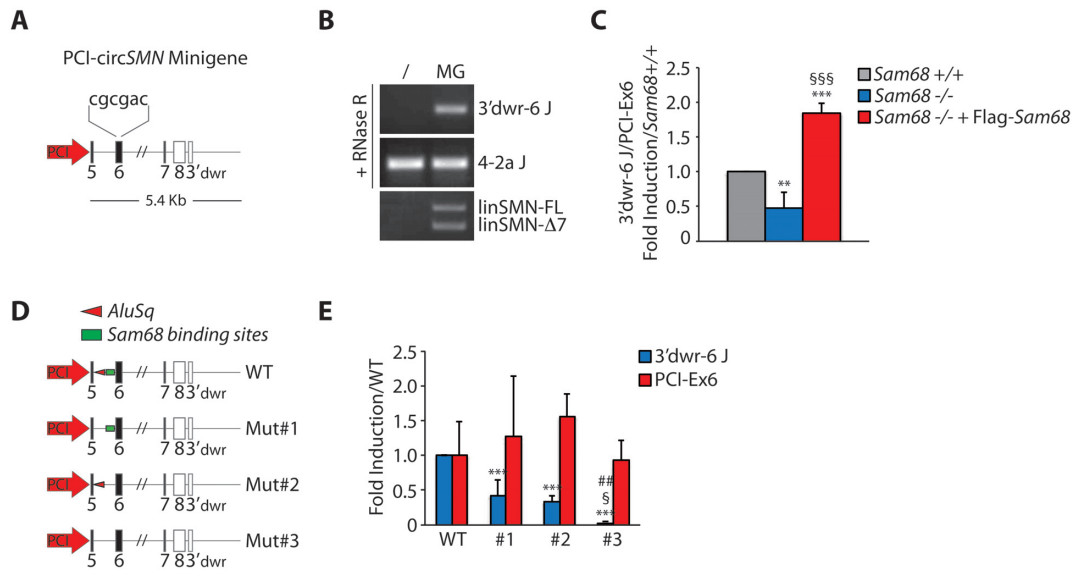 A
PCI-circSMN Minigene
cgcgac
PCI
5 6 // 7 8 3'dwr
5.4 Kb
B
/ MG
+ RNase R
3'dwr-6 J
4-2a J
linSMN-FL
linSMN-Δ7
C
3'dwr-6 J/PCI-Ex6
Fold Induction/Sam68+/+
2.5
2.0
1.5
1.0
0.5
0
**
§§§
***
Sam68 +/+
Sam68 -/-
Sam68 -/- + Flag-Sam68
D
AluSq
Sam68 binding sites
PCI // WT
5 6 7 8 3'dwr
PCI // Mut#1
5 6 7 8 3'dwr
PCI // Mut#2
5 6 7 8 3'dwr
PCI // Mut#3
5 6 7 8 3'dwr
E
Fold Induction/WT
2.5
2.0
1.5
1.0
0.5
0
***
***
##
§
***
WT #1 #2 #3
3'dwr-6 J
PCI-Ex6